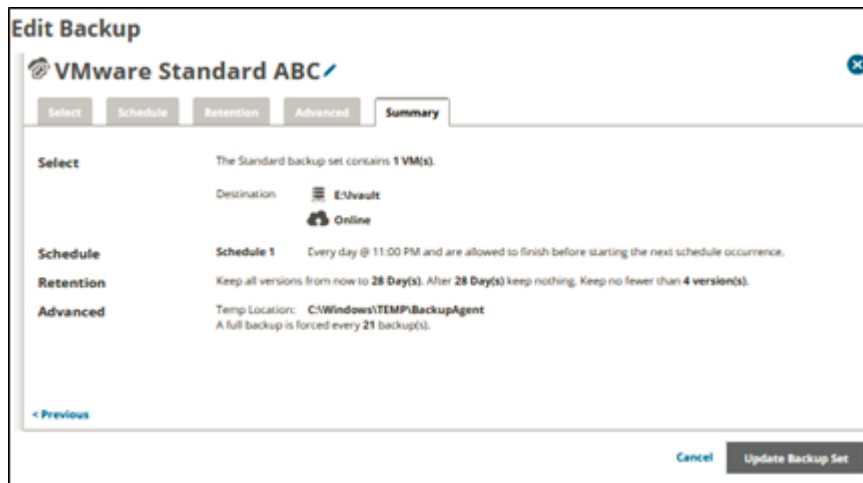 Edit Backup
VMware Standard ABC
Select Schedule Retention Advanced Summary
Select The Standard backup set contains 1 VM(s).
Destination E:\lvault
Online
Schedule Schedule 1 Every day @ 11:00 PM and are allowed to finish before starting the next schedule occurrence.
Retention Keep all versions from now to 28 Day(s). After 28 Day(s) keep nothing. Keep no fewer than 4 version(s).
Advanced Temp Location: C:\Windows\TEMP\BackupAgent
A full backup is forced every 21 backup(s).
< Previous
Cancel Update Backup Set